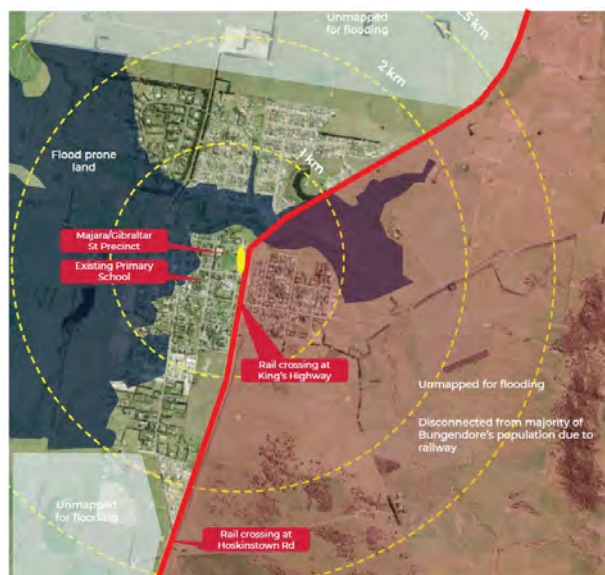 Unmapped
for flooding
2.5 km
2 km
1 km
Flood prone
land
Majara/Gibraltar
St Precinct
Existing Primary
School
Rail crossing at
King's Highway
Unmapped for flooding
Disconnected from majority of
Bungendore's population due to
railway
Unmapped
for flooding
Rail crossing at
Hoskinstown Rd